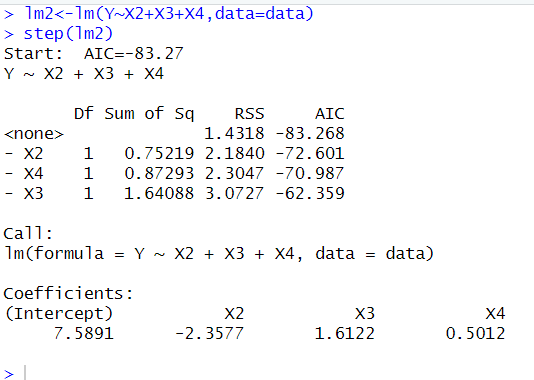 > lm2<-lm(Y~X2+X3+X4,data=data)
> step(lm2)
Start:  AIC=-83.27
Y ~ X2 + X3 + X4

       Df Sum of Sq    RSS     AIC
<none>              1.4318 -83.268
- X2    1   0.75219 2.1840 -72.601
- X4    1   0.87293 2.3047 -70.987
- X3    1   1.64088 3.0727 -62.359

Call:
lm(formula = Y ~ X2 + X3 + X4, data = data)

Coefficients:
(Intercept)           X2           X3           X4
     7.5891      -2.3577       1.6122       0.5012

>